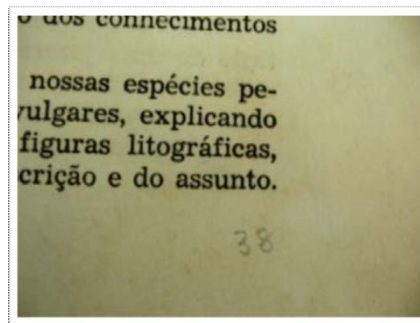 o dos conhecimentos
nossas espécies pe-
vulgares, explicando
figuras litográficas,
crição e do assunto.
38